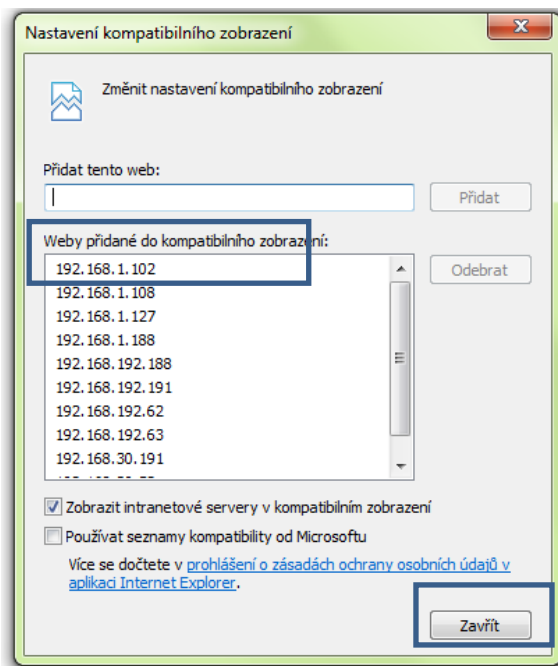 Nastavení kompatibilního zobrazení
Změnit nastavení kompatibilního zobrazení
Přidat tento web:
Přidat
Weby přidané do kompatibilního zobrazení:
192.168.1.102
Odebrat
192.168.1.108
192.168.1.127
192.168.1.188
192.168.192.188
192.168.192.191
192.168.192.62
192.168.192.63
192.168.30.191
Zobrazit intranetové servery v kompatibilním zobrazení
Používat seznamy kompatibility od Microsoftu
Více se dočtete v prohlášení o zásadách ochrany osobních údajů v
aplikaci Internet Explorer.
Zavřít